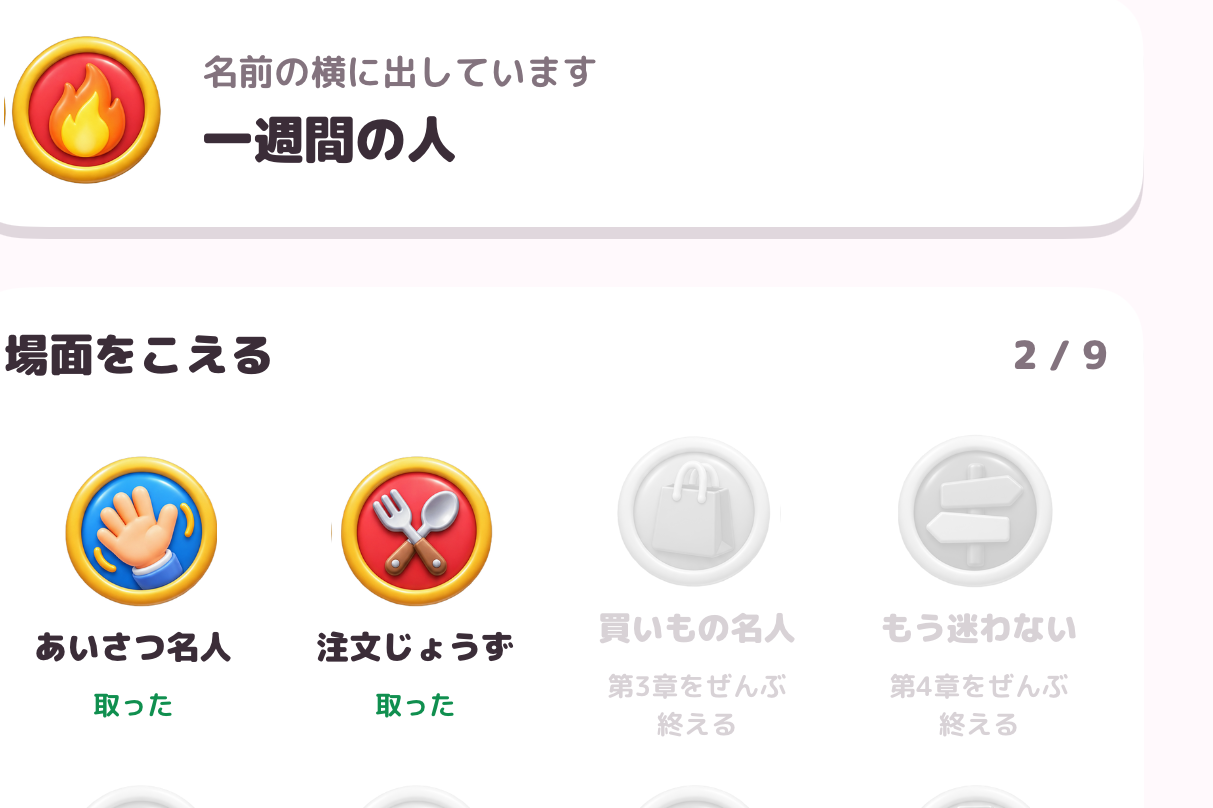 名前の横に出しています
一週間の人
場面をこえる
2 / 9
あいさつ名人
取った
注文じょうず
取った
買いもの名人
第3章をぜんぶ
終える
もう迷わない
第4章をぜんぶ
終える